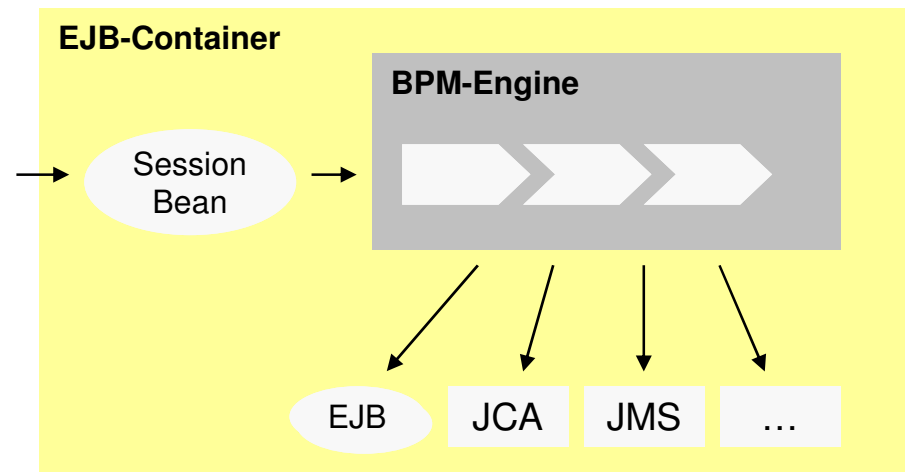 EJB-Container
BPM-Engine
Session
Bean
EJB
JCA
JMS
...